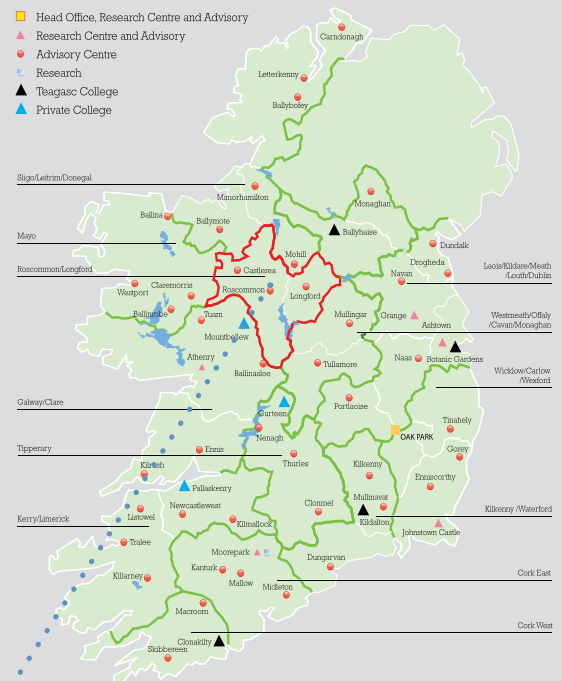 Head Office, Research Centre and Advisory
Research Centre and Advisory
Advisory Centre
Research
Teagasc College
Private College
Carndonagh
Letterkenny
Ballybofey
Sligo/Leitrim/Donegal
Manorhamilton
Monaghan
Ballina
Ballymote
Ballyhaise
Mayo
Dundalk
Mohill
Drogheda
Roscommon/Longford
Castlerea
Navan
Laois/Kildare/Meath
/Louth/Dublin
Claremorris
Roscommon
Westport
Longford
Ballinrobe
Tuam
Mullingar
Grange
Westmeath/Offaly
/Cavan/Monaghan
Ashtown
Mountbellew
Athenry
Naas
Botanic Gardens
Tullamore
Ballinasloe
Wicklow/Carlow
/Wexford
Galway/Clare
Gurteen
Portlaoise
Tinahely
OAK PARK
Nenagh
Tipperary
Ennis
Gorey
Thurles
Kilrush
Kilkenny
Enniscorthy
Pallaskenry
Mullinavat
Newcastlewest
Clonmel
Listowel
Kilkenny/Waterford
Kerry/Limerick
Kilmallock
Kildalton
Johnstown Castle
Tralee
Moorepark
Dungarvan
Kanturk
Killarney
Mallow
Cork East
Midleton
Macroom
Cork West
Clonakilty
Skibbereen